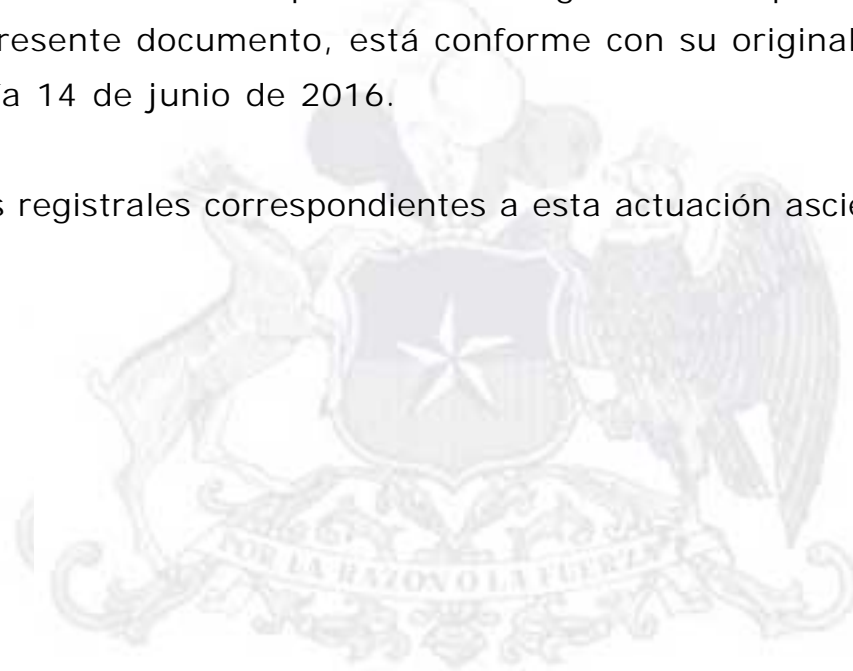 resente documento, está conforme con su original
a 14 de junio de 2016.
s registrales correspondientes a esta actuación ascie
POR LA RAZON O LA FUERZA